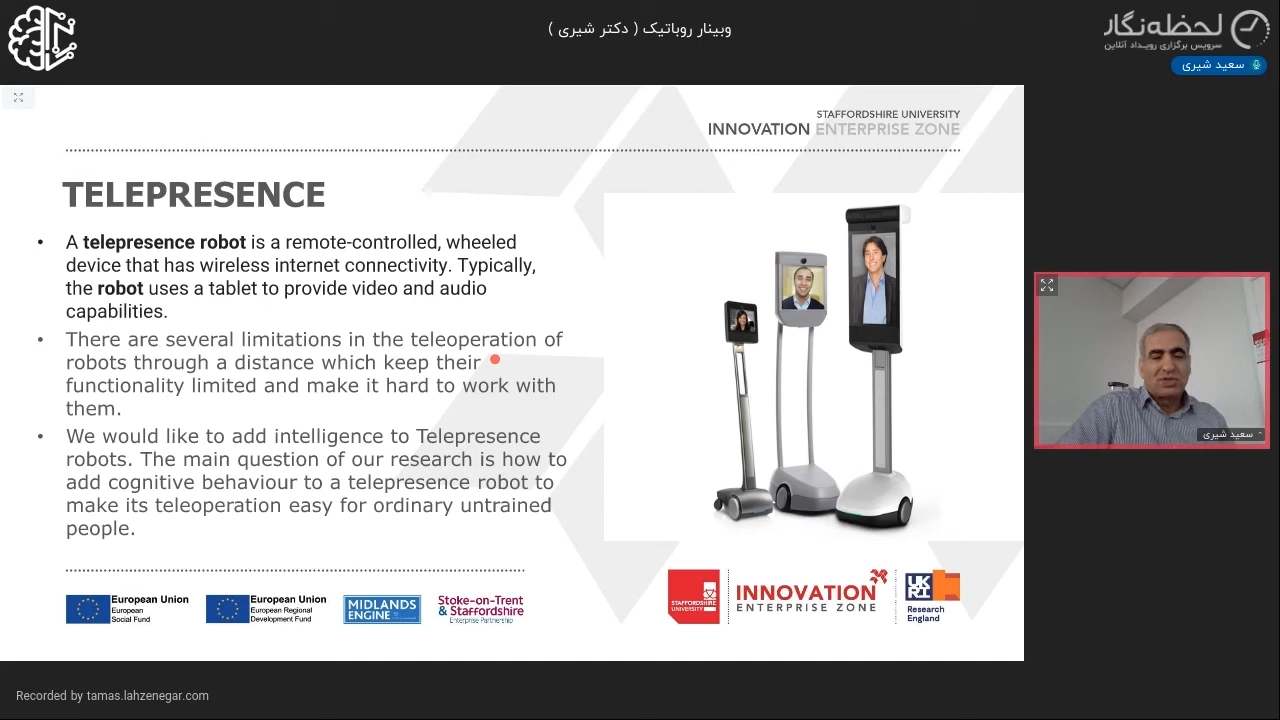 وبینار روباتیک ( دکتر شیری )
لحظه‌نگار
سرویس برگزاری رویـداد آنلاین
سعید شیری
STAFFORDSHIRE UNIVERSITY
INNOVATION ENTERPRISE ZONE
TELEPRESENCE
• A telepresence robot is a remote-controlled, wheeled
device that has wireless internet connectivity. Typically,
the robot uses a tablet to provide video and audio
capabilities.
• There are several limitations in the teleoperation of
robots through a distance which keep their
functionality limited and make it hard to work with
them.
• We would like to add intelligence to Telepresence
robots. The main question of our research is how to
add cognitive behaviour to a telepresence robot to
make its teleoperation easy for ordinary untrained
people.
سعید شیری
European Union
European
Social Fund
European Union
European Regional
Development Fund
MIDLANDS
ENGINE
Stoke-on-Trent
& Staffordshire
Enterprise Partnership
STAFFORDSHIRE
UNIVERSITY
INNOVATION
ENTERPRISE ZONE
UK
RI
Research
England
Recorded by tamas.lahzenegar.com